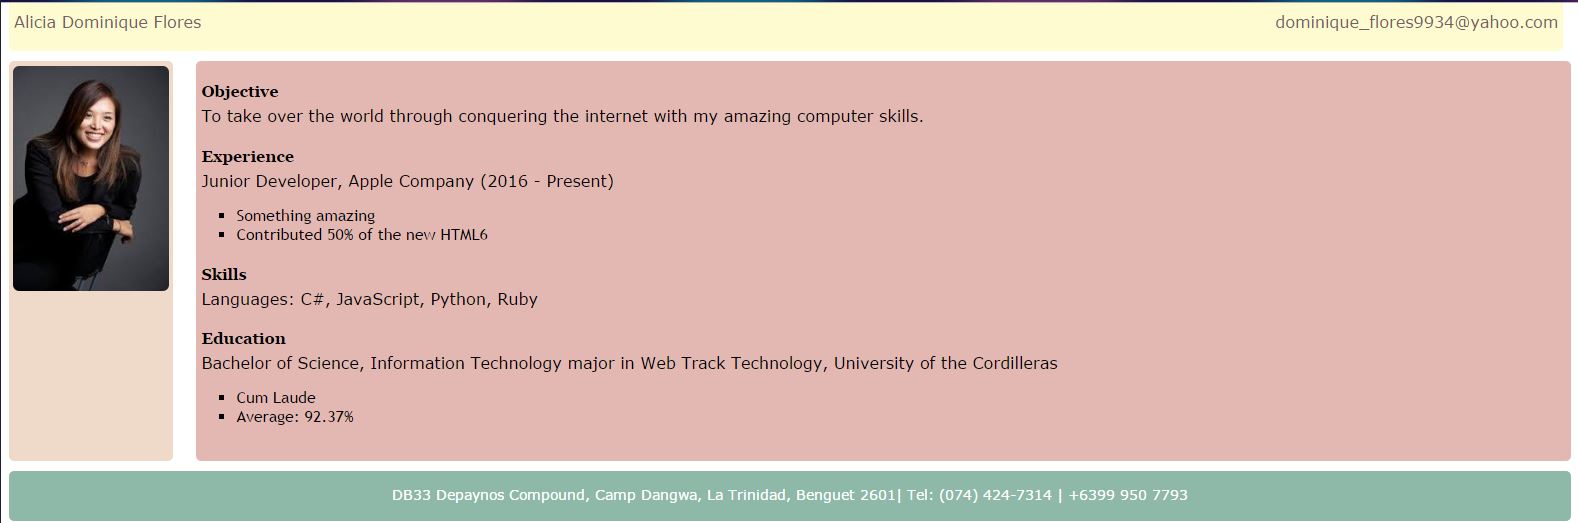 Alicia Dominique Flores
dominique_flores9934@yahoo.com
Objective
To take over the world through conquering the internet with my amazing computer skills.
Experience
Junior Developer, Apple Company (2016 - Present)
Something amazing
Contributed 50% of the new HTML6
Skills
Languages: C#, JavaScript, Python, Ruby
Education
Bachelor of Science, Information Technology major in Web Track Technology, University of the Cordilleras
Cum Laude
Average: 92.37%
DB33 Depaynos Compound, Camp Dangwa, La Trinidad, Benguet 2601| Tel: (074) 424-7314 | +6399 950 7793